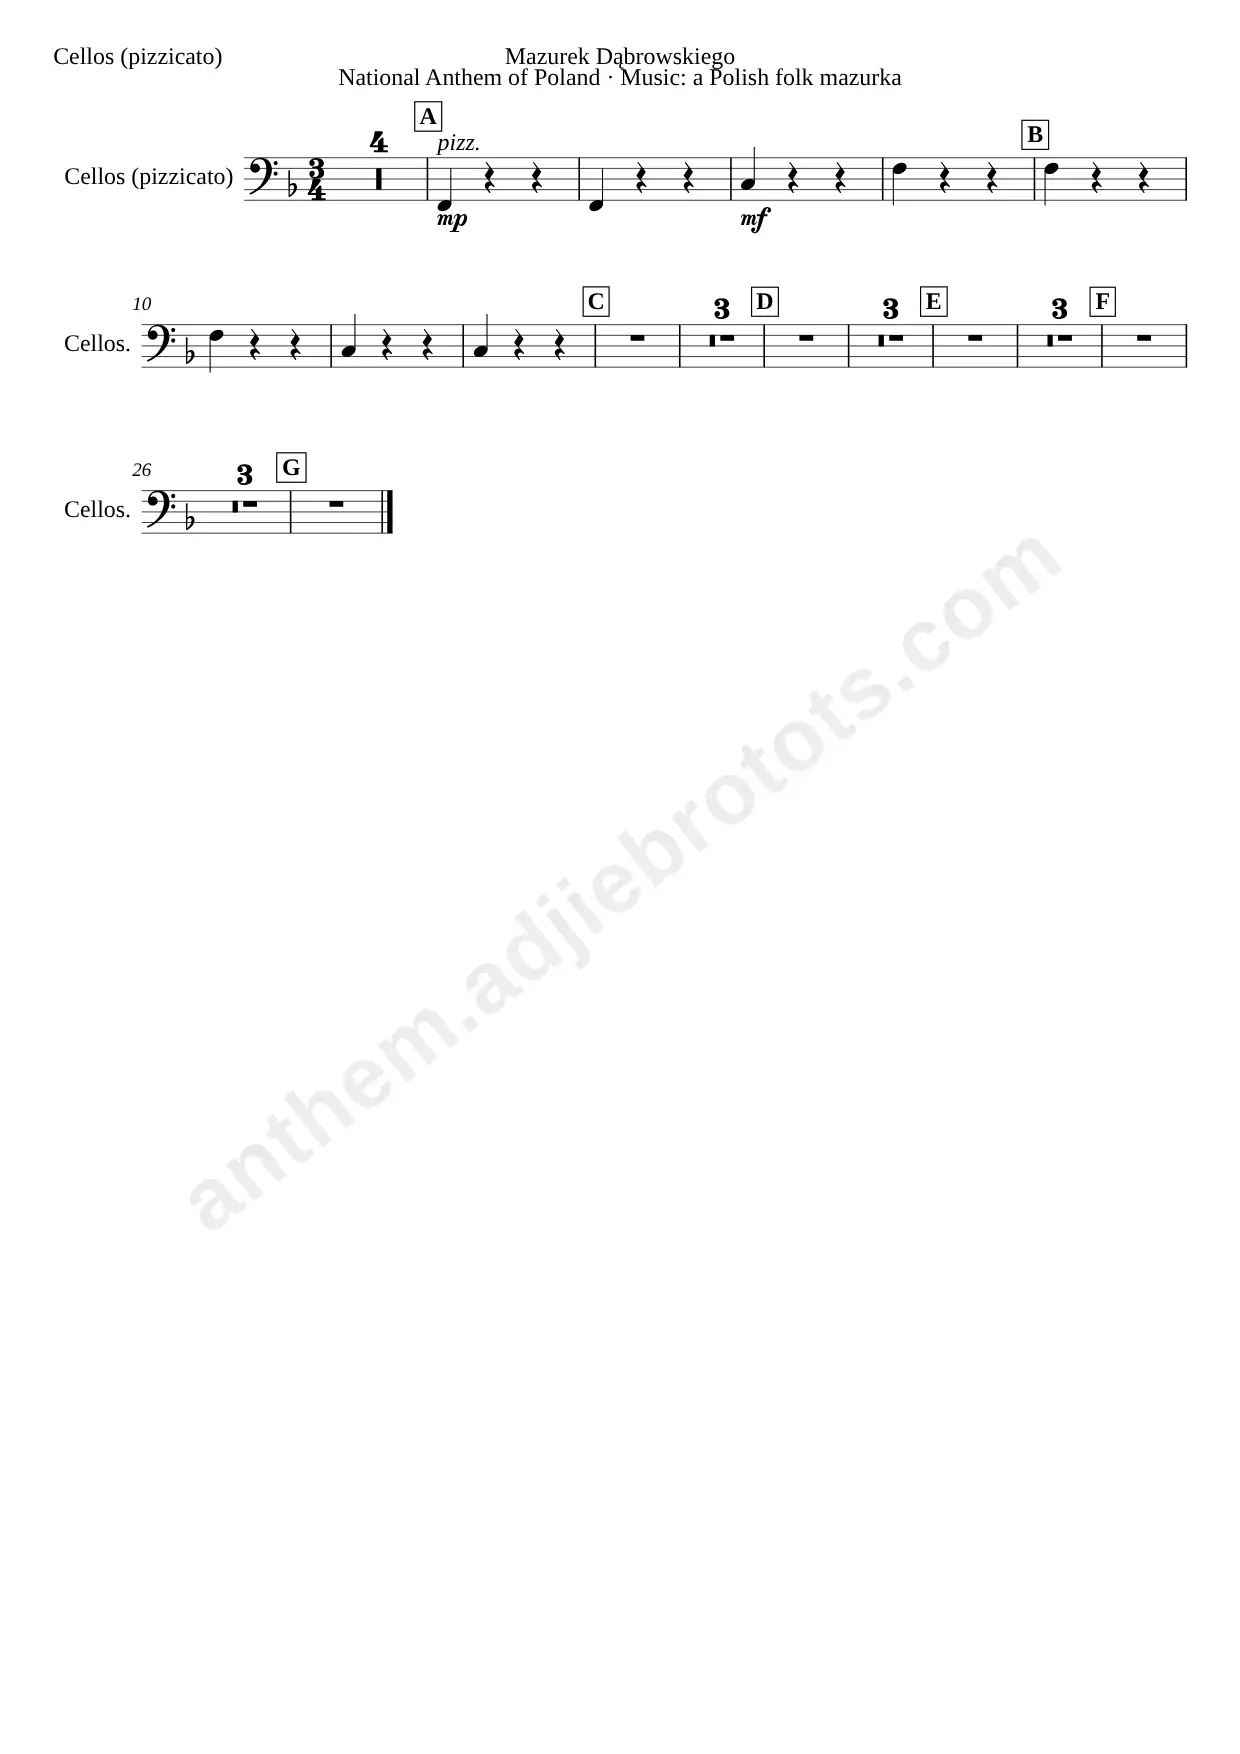 Cellos (pizzicato)
Mazurek Dąbrowskiego
National Anthem of Poland · Music: a Polish folk mazurka
A
4
pizz.
B
Cellos (pizzicato)
3
4
mp
mf
10
C
3
D
3
E
3
F
Cellos.
26
3
G
Cellos.
anthem.adjiebrotots.com